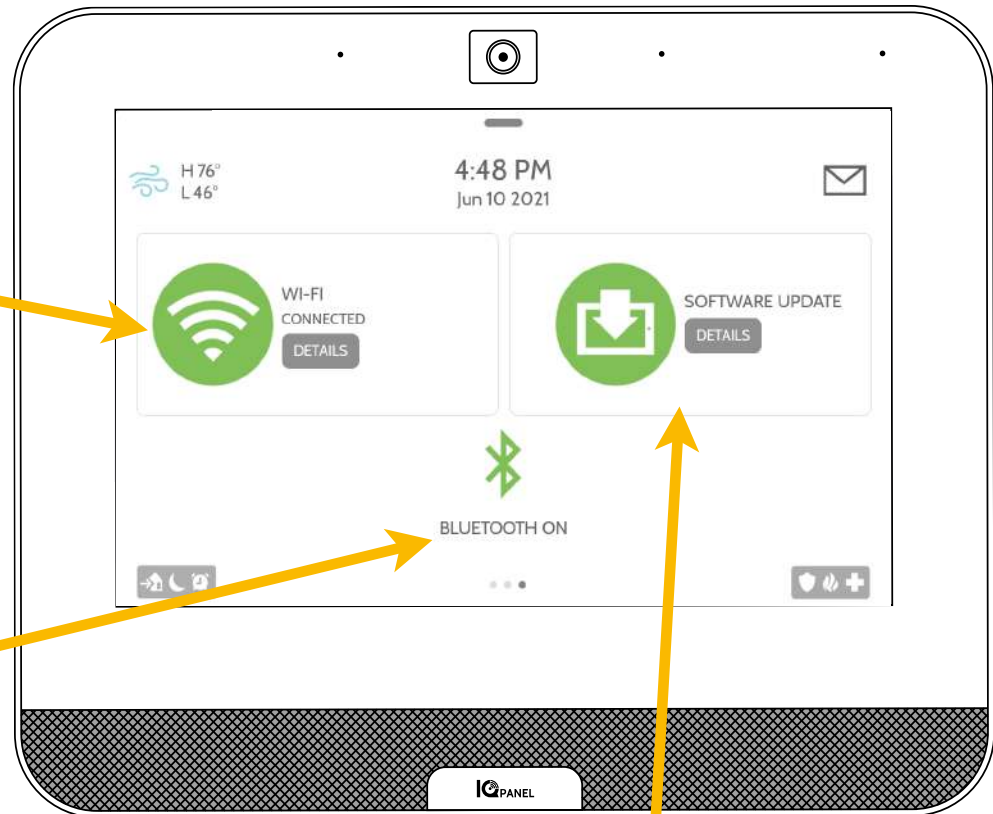 H 76°
L 46°
4:48 PM
Jun 10 2021
WI-FI
CONNECTED
DETAILS
SOFTWARE UPDATE
DETAILS
BLUETOOTH ON
IQ PANEL